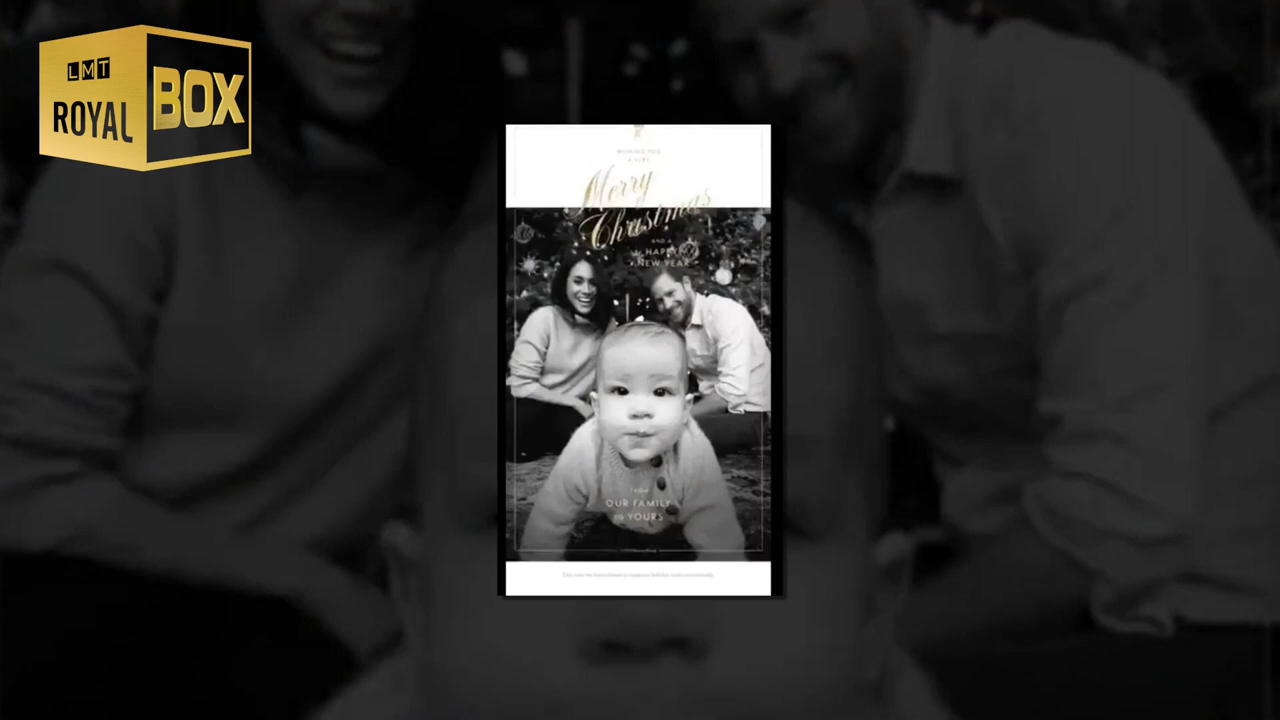 LMT
ROYAL
BOX
WISHING YOU
A VERY
Merry
Christmas
AND A
HAPPY
NEW YEAR
FROM
OUR FAMILY
TO YOURS